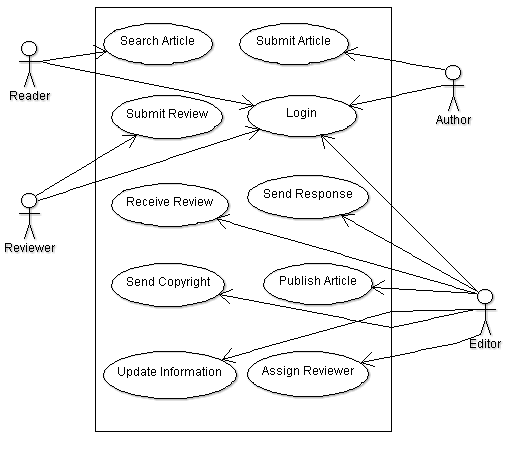 Search Article
Submit Article
Reader
Submit Review
Login
Author
Receive Review
Send Response
Reviewer
Send Copyright
Publish Article
Editor
Update Information
Assign Reviewer